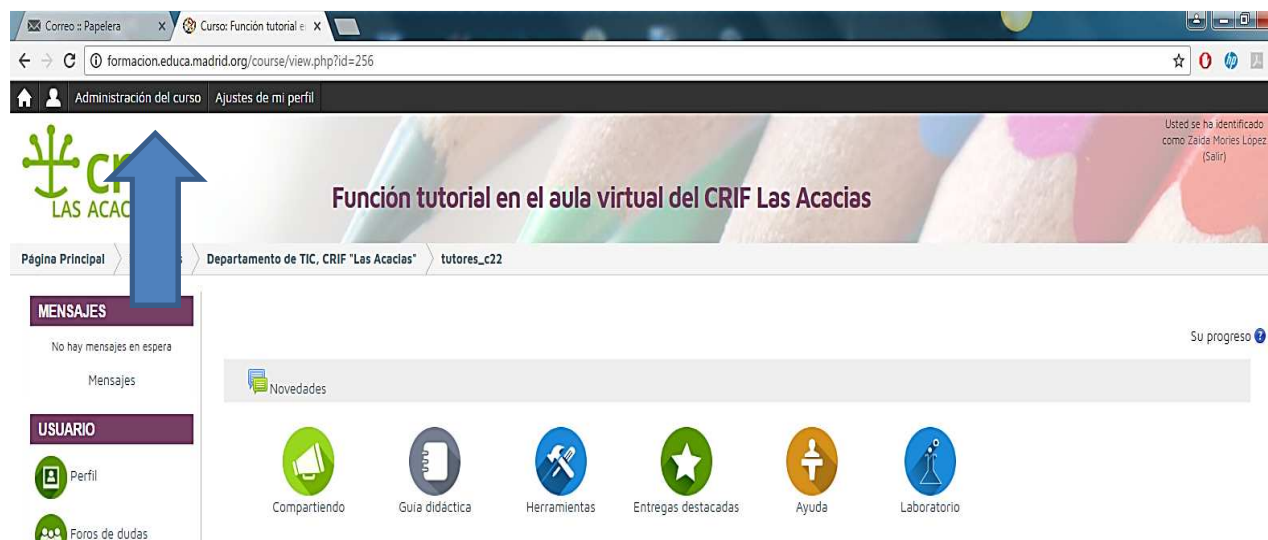 Correo :: Papelera
Curso: Función tutorial e
formacion.educa.madrid.org/course/view.php?id=256
Administración del curso Ajustes de mi perfil
Usted se ha identificado
como Zaida Mories López
(Salir)
LAS ACAC
Función tutorial en el aula virtual del CRIF Las Acacias
Página Principal
Departamento de TIC, CRIF "Las Acacias" tutores_c22
MENSAJES
No hay mensajes en espera
Su progreso
Mensajes
Novedades
USUARIO
Perfil
Compartiendo Guía didáctica Herramientas Entregas destacadas Ayuda Laboratorio
Foros de dudas